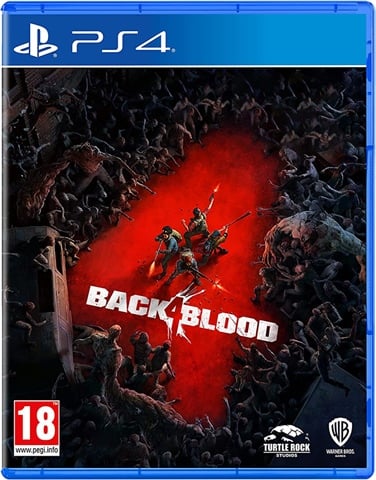 PS4
BACK 4 BLOOD
18
www.pegi.info
TURTLE ROCK
STUDIOS
WB
WARNER BROS.
GAMES